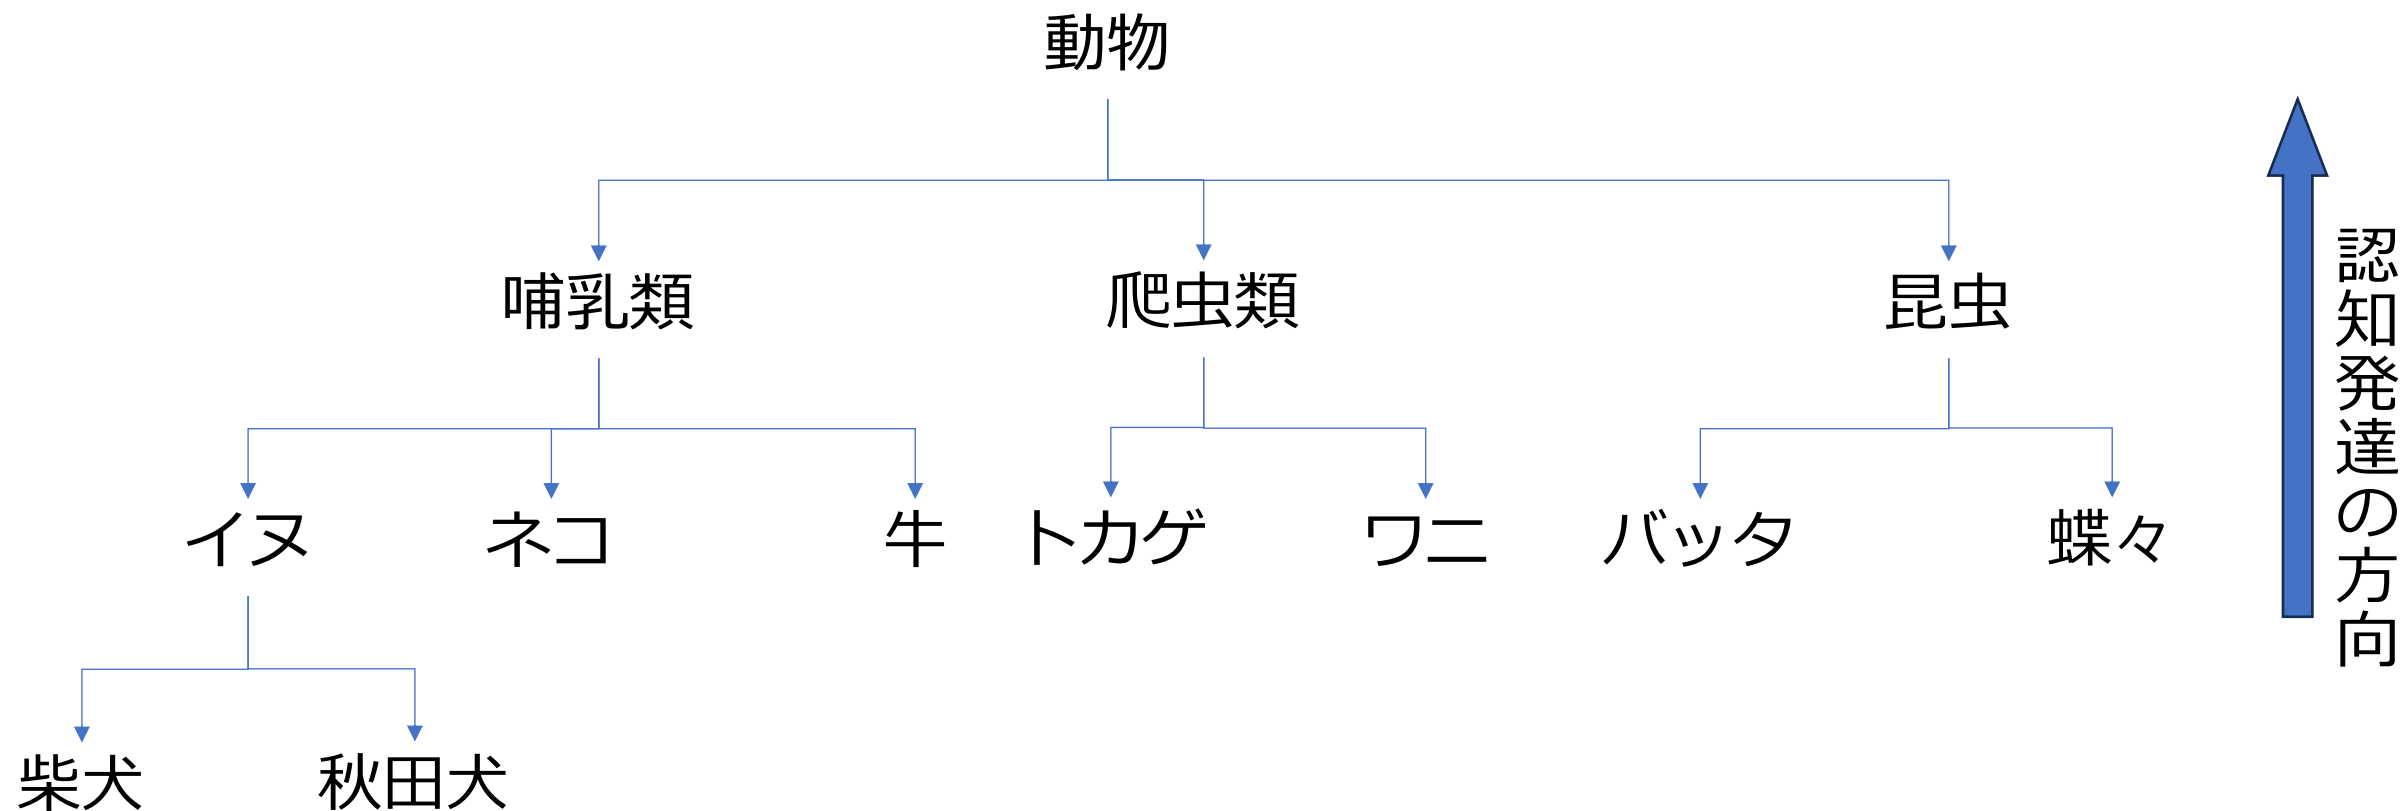 動物
哺乳類
爬虫類
昆虫
イヌ
ネコ
牛
トカゲ
ワニ
バッタ
蝶々
柴犬
秋田犬
認知発達の方向